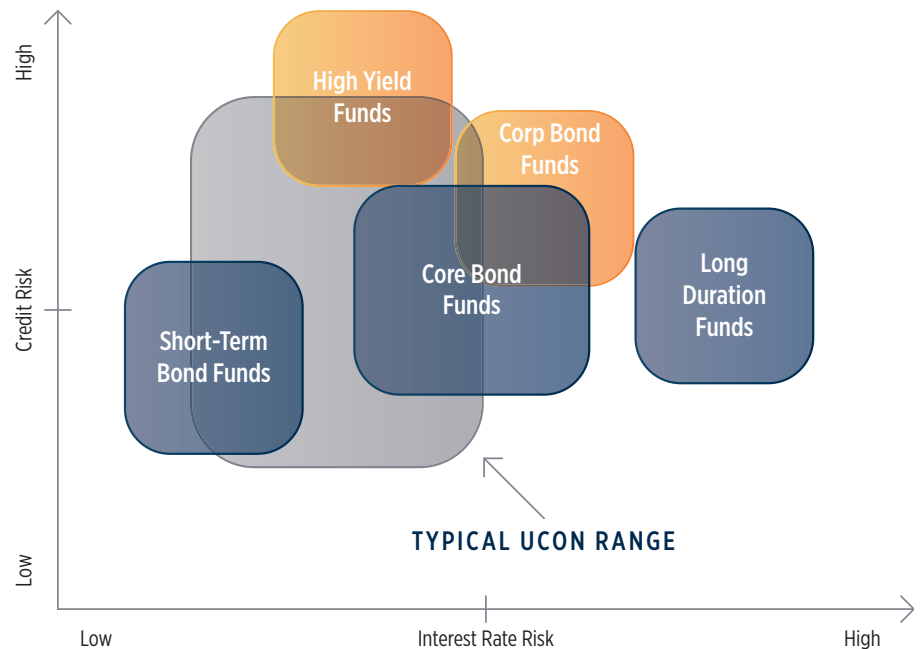 High
High Yield
Funds
Corp Bond
Funds
Credit Risk
Core Bond
Funds
Long
Duration
Funds
Short-Term
Bond Funds
TYPICAL UCON RANGE
Low
Low
Interest Rate Risk
High